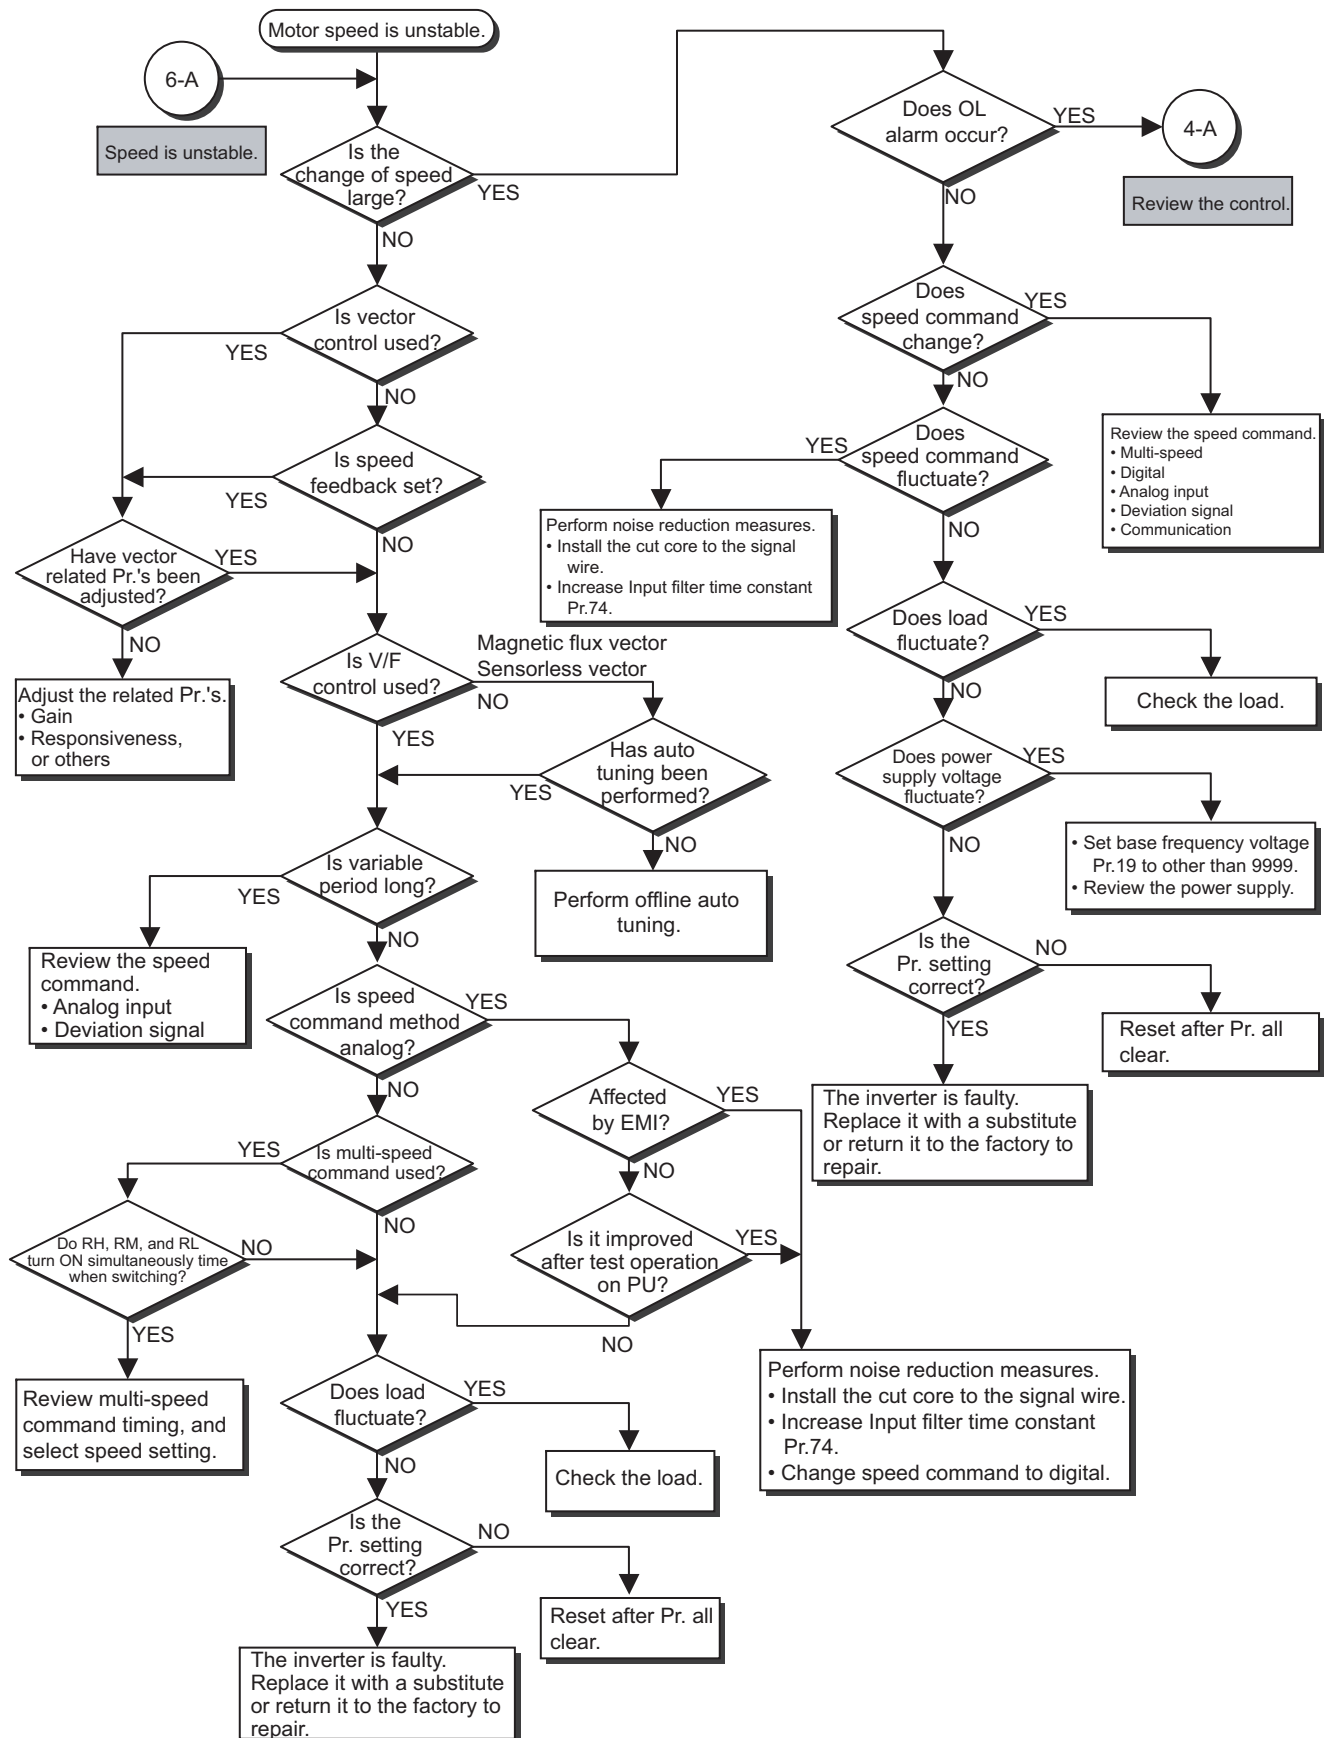 Motor speed is unstable.
6-A
Speed is unstable.
Is the
change of speed
large?
YES
NO
Does OL
alarm occur?
YES
4-A
Review the control.
NO
Is vector
control used?
YES
NO
Does
speed command
change?
YES
NO
Review the speed command.
• Multi-speed
• Digital
• Analog input
• Deviation signal
• Communication
Is speed
feedback set?
YES
NO
Does
speed command
fluctuate?
YES
NO
Perform noise reduction measures.
• Install the cut core to the signal
wire.
• Increase Input filter time constant
Pr.74.
Have vector
related Pr.'s been
adjusted?
YES
NO
Adjust the related Pr.'s.
• Gain
• Responsiveness,
or others
Does load
fluctuate?
YES
NO
Check the load.
Is V/F
control used?
Magnetic flux vector
Sensorless vector
NO
YES
Has auto
tuning been
performed?
YES
NO
Perform offline auto
tuning.
Does power
supply voltage
fluctuate?
YES
NO
• Set base frequency voltage
Pr.19 to other than 9999.
• Review the power supply.
Is variable
period long?
YES
NO
Review the speed
command.
• Analog input
• Deviation signal
Is the
Pr. setting
correct?
NO
YES
Reset after Pr. all
clear.
The inverter is faulty.
Replace it with a substitute
or return it to the factory to
repair.
Is speed
command method
analog?
YES
NO
Affected
by EMI?
YES
NO
Is multi-speed
command used?
YES
NO
Do RH, RM, and RL
turn ON simultaneously time
when switching?
NO
YES
Review multi-speed
command timing, and
select speed setting.
Is it improved
after test operation
on PU?
YES
NO
Perform noise reduction measures.
• Install the cut core to the signal wire.
• Increase Input filter time constant
Pr.74.
• Change speed command to digital.
Does load
fluctuate?
YES
NO
Check the load.
Is the
Pr. setting
correct?
NO
YES
Reset after Pr. all
clear.
The inverter is faulty.
Replace it with a substitute
or return it to the factory to
repair.